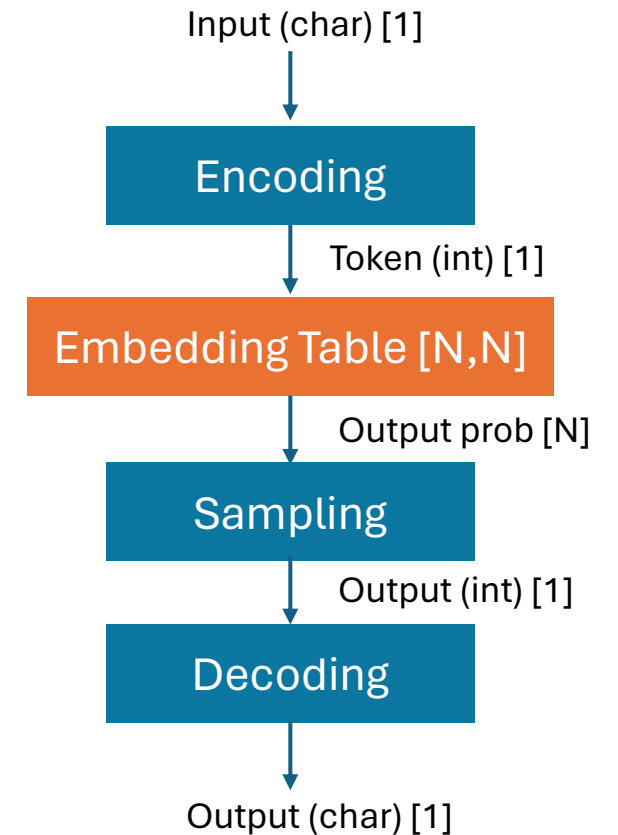 Input (char) [1]
Encoding
Token (int) [1]
Embedding Table [N,N]
Output prob [N]
Sampling
Output (int) [1]
Decoding
Output (char) [1]